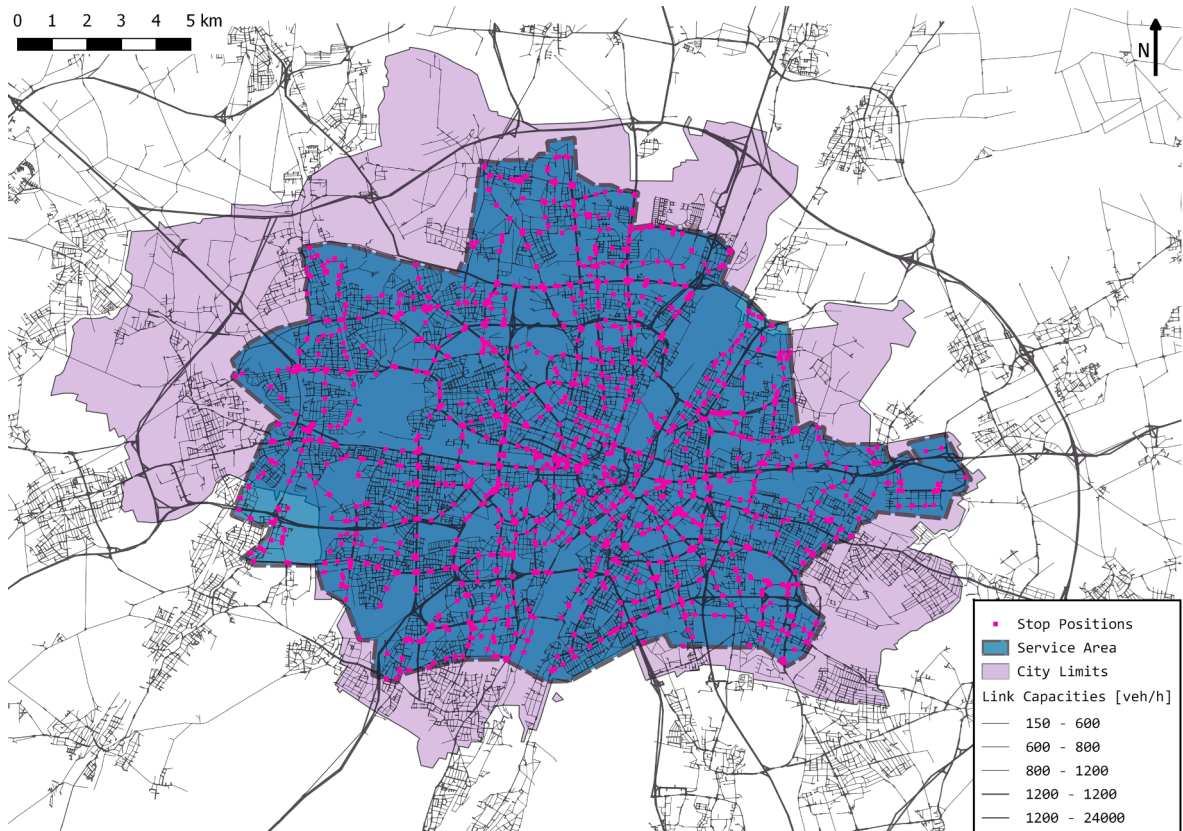 0 1 2 3 4 5 km
N
Stop Positions
Service Area
City Limits
Link Capacities [veh/h]
150 - 600
600 - 800
800 - 1200
1200 - 1200
1200 - 24000